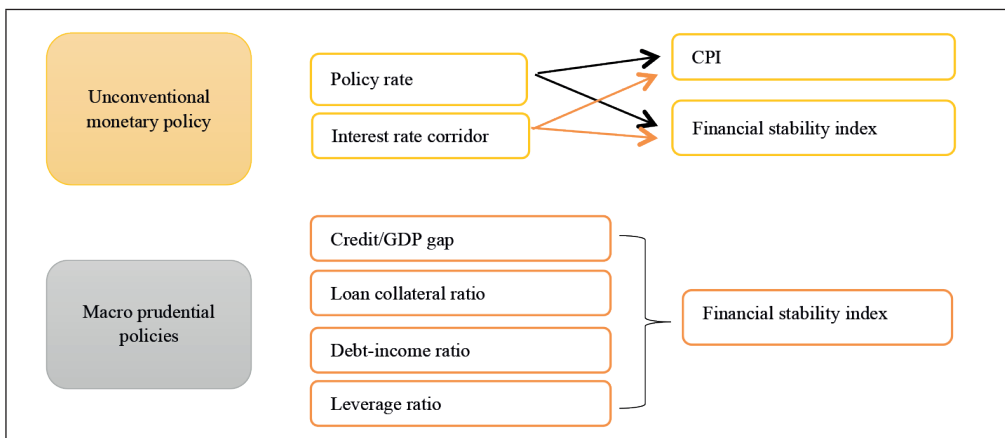 Unconventional
monetary policy
Policy rate
Interest rate corridor
CPI
Financial stability index
Macro prudential
policies
Credit/GDP gap
Loan collateral ratio
Debt-income ratio
Leverage ratio
Financial stability index